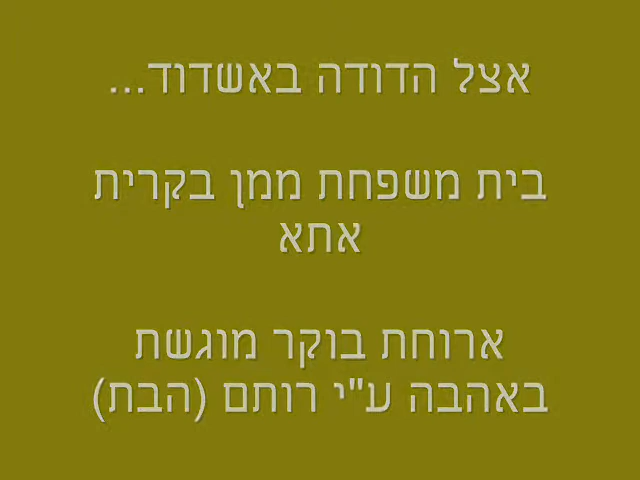 אצל הדודה באשדוד...
בית משפחת ממן בקרית
אתא
ארוחת בוקר מוגשת
באהבה ע"י רותם (הבת)